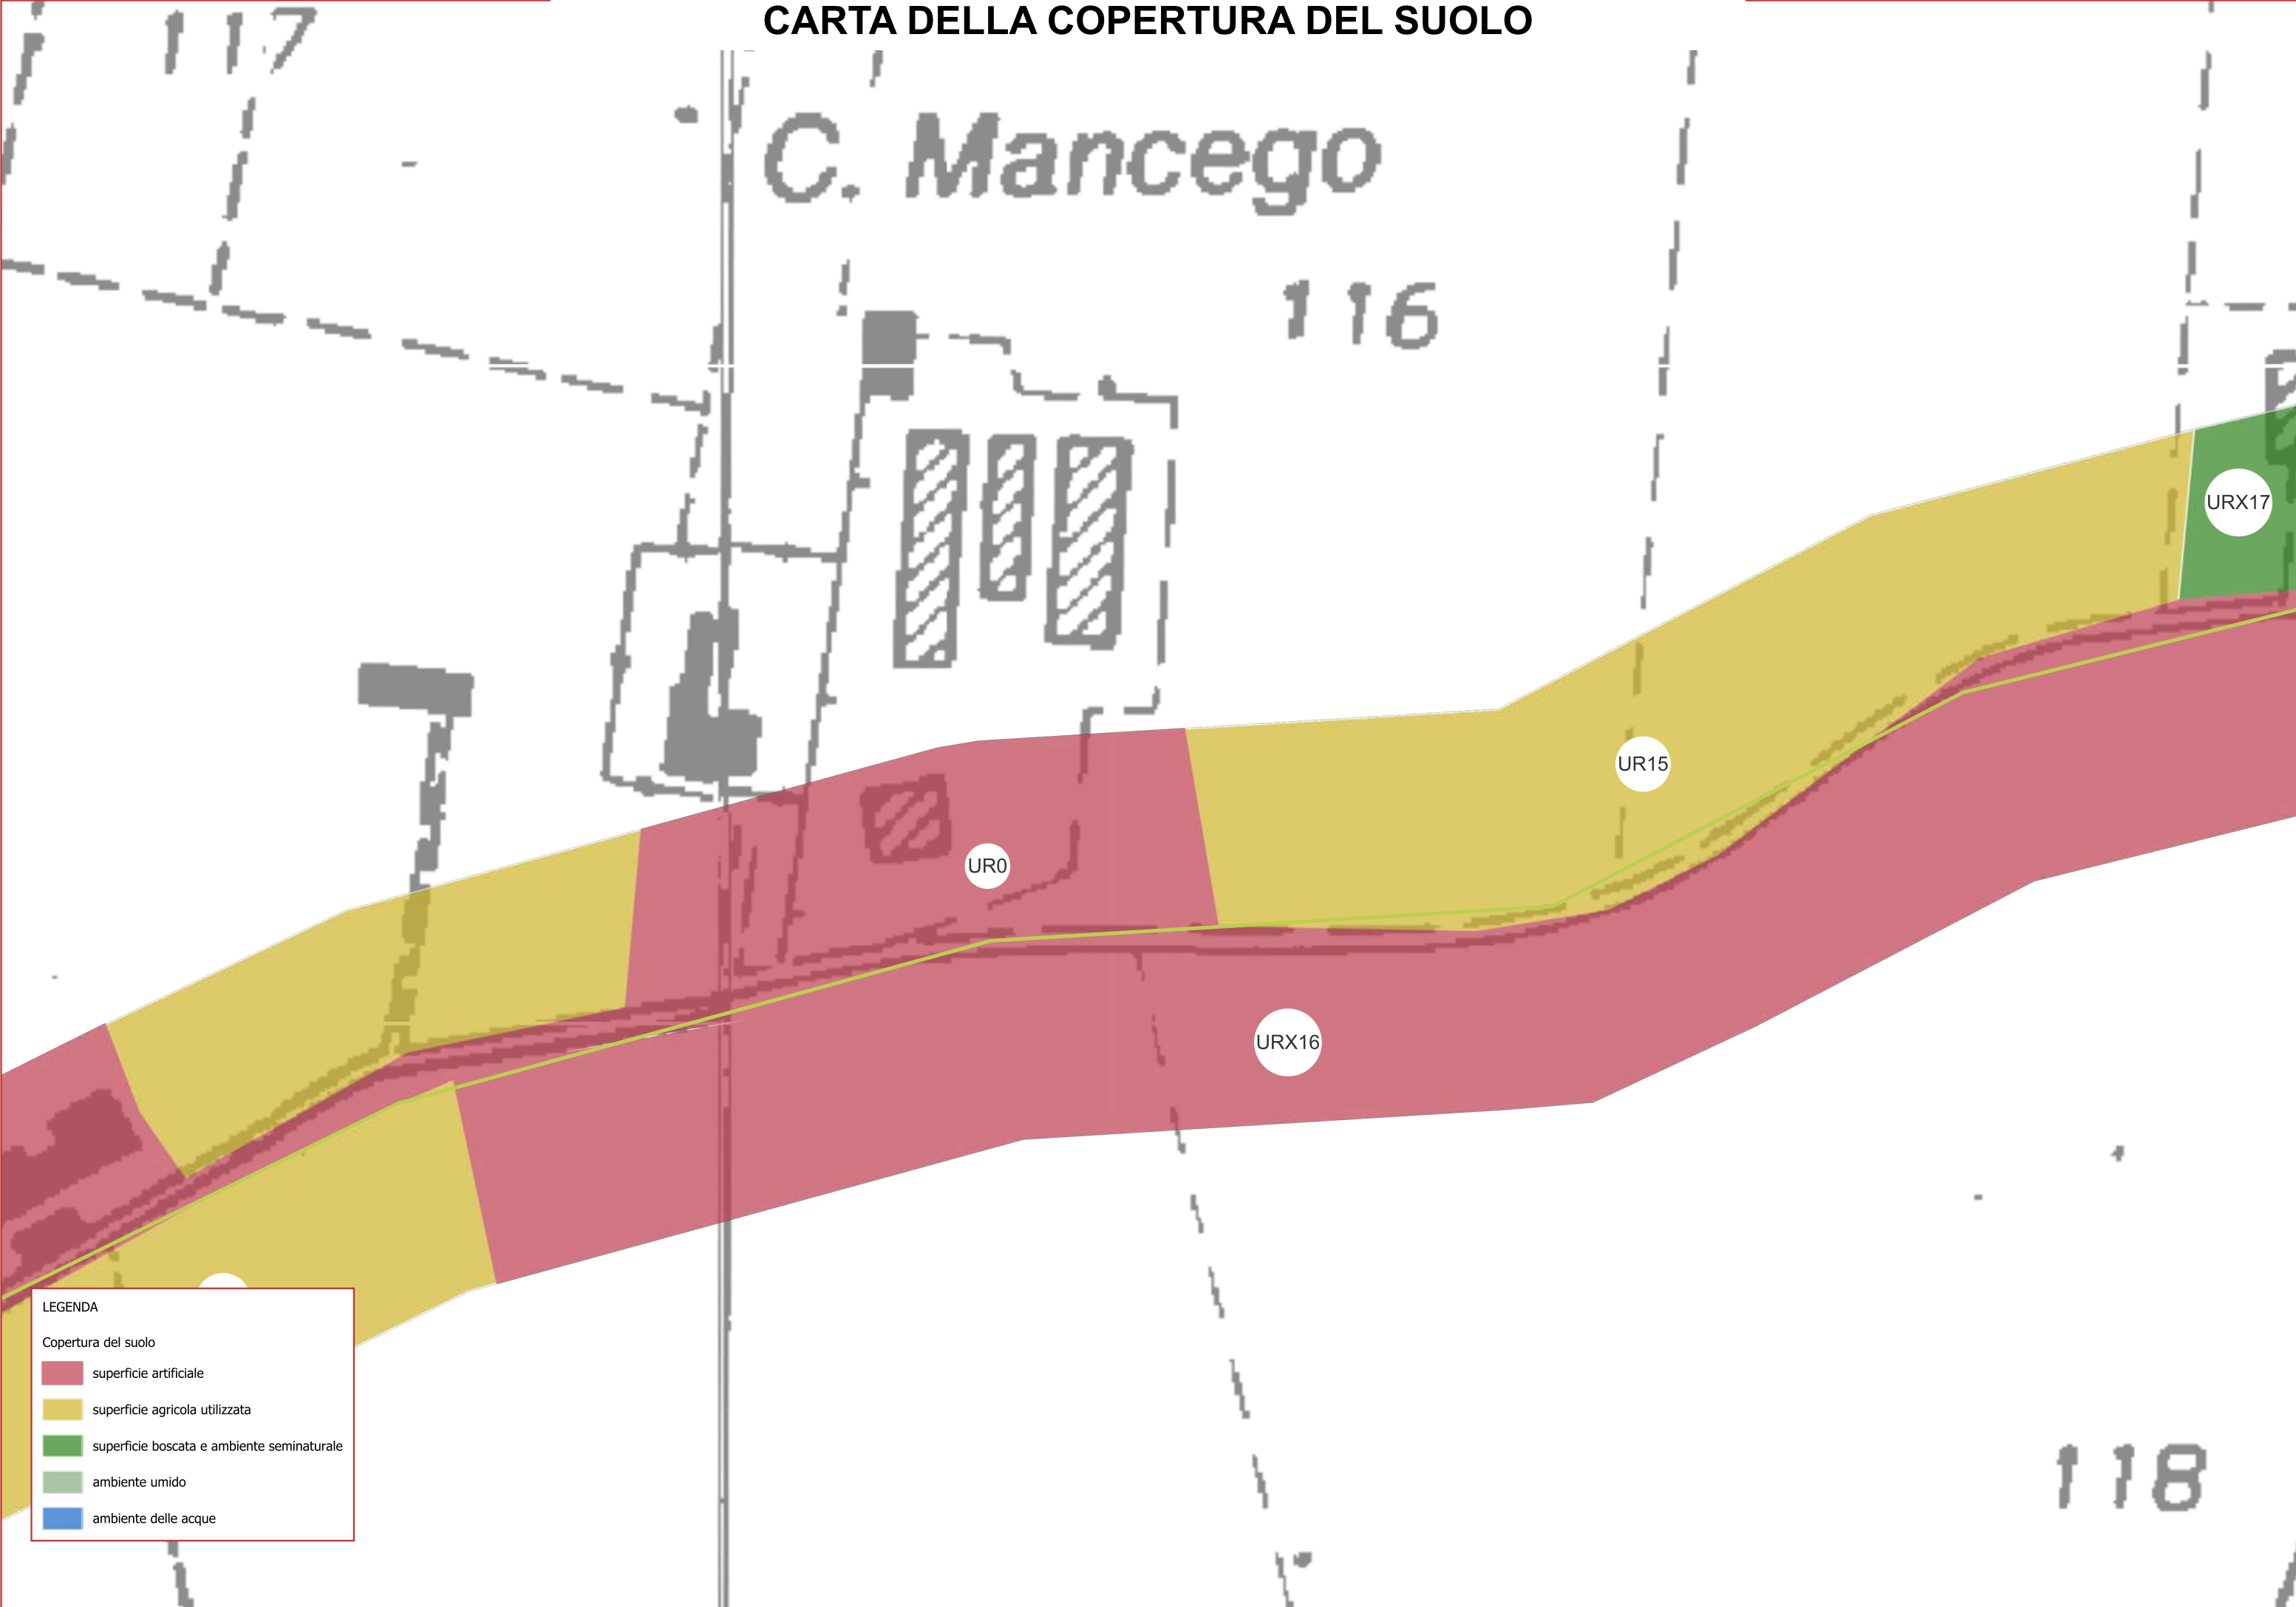 CARTA DELLA COPERTURA DEL SUOLO
117
C. Mancego
116
URX17
UR15
UR0
URX16
LEGENDA
Copertura del suolo
superficie artificiale
superficie agricola utilizzata
superficie boscata e ambiente seminaturale
ambiente umido
ambiente delle acque
118